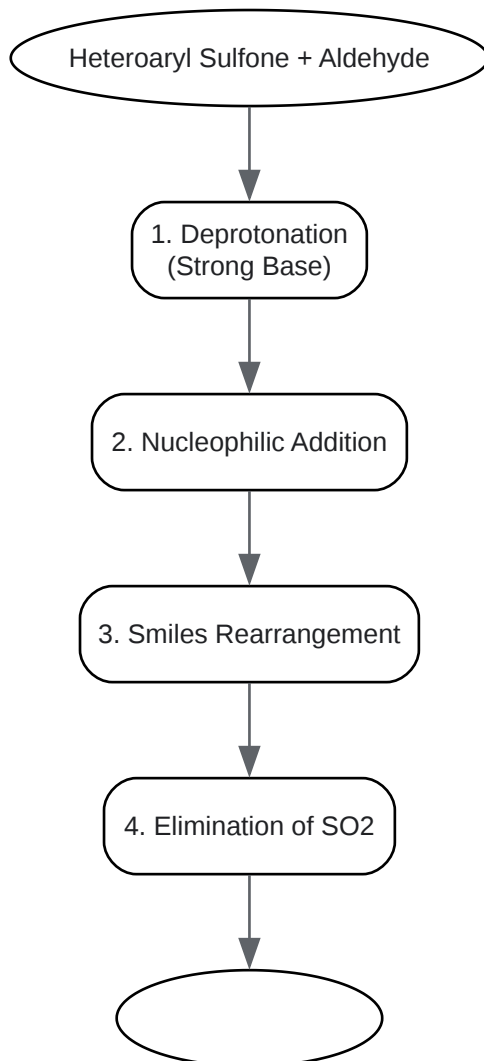 Heteroaryl Sulfone + Aldehyde
1. Deprotonation
(Strong Base)
2. Nucleophilic Addition
3. Smiles Rearrangement
4. Elimination of SO2